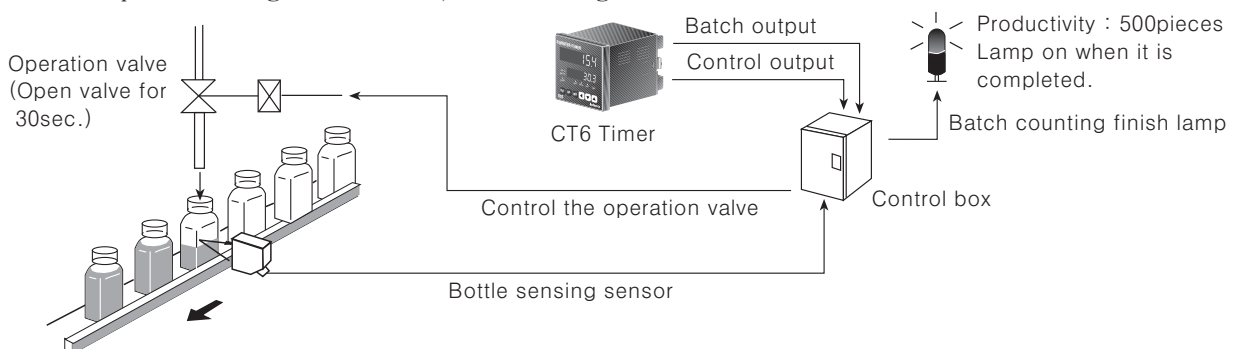 Operation valve
(Open valve for
30sec.)
Batch output
Control output
CT6 Timer
Productivity : 500pieces
Lamp on when it is
completed.
Batch counting finish lamp
Control box
Control the operation valve
Bottle sensing sensor